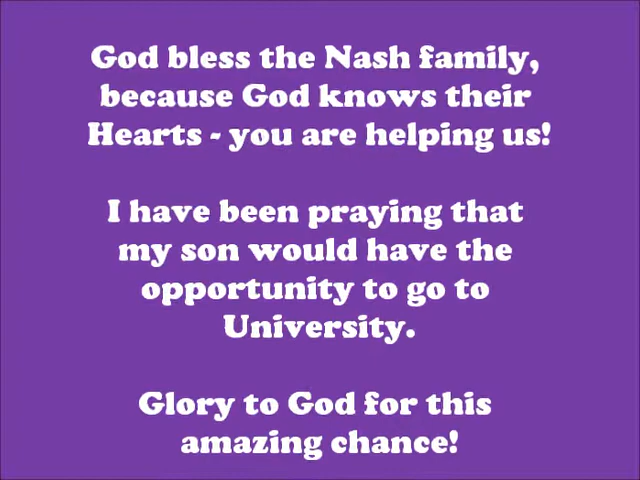 God bless the Nash family,
because God knows their
Hearts - you are helping us!
I have been praying that
my son would have the
opportunity to go to
University.
Glory to God for this
amazing chance!